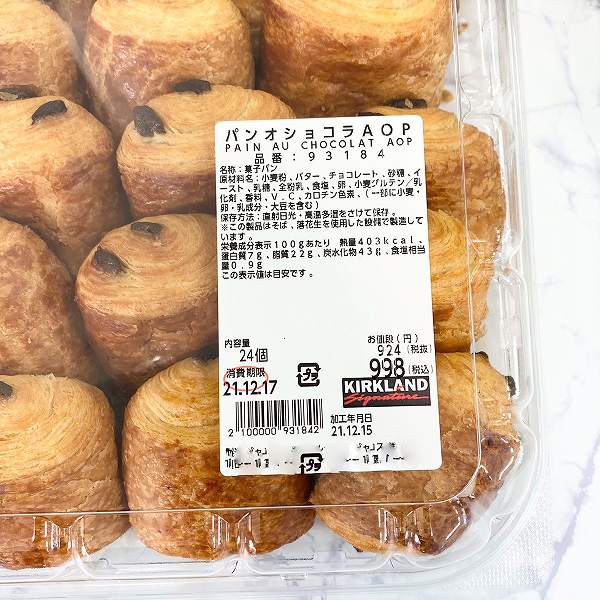 パンオショコラAOP
PAIN AU CHOCOLAT AOP
品番:93184
名称:菓子パン
原材料名:小麦粉、バター、チョコレート、砂糖、イ
ースト、乳糖、全粉乳、食塩、卵、小麦グルテン/乳
化剤、香料、V.C、カロチン色素、(一部に小麦・
卵・乳成分・大豆を含む)
保存方法:直射日光・高温多湿をさけて保存。
※この製品はそば、落花生を使用した設備で製造して
います。
栄養成分表示100gあたり 熱量403kcal、
蛋白質7g、脂質22g、炭水化物43g、食塩相当
量0.9g
この表示値は目安です。
内容量
24個
お値段(円)
924(税抜)
998(税込)
消費期限
21.12.17
プラ
KIRKLAND
Signature
2 100000 931842
加工年月日
21.12.15
プラ